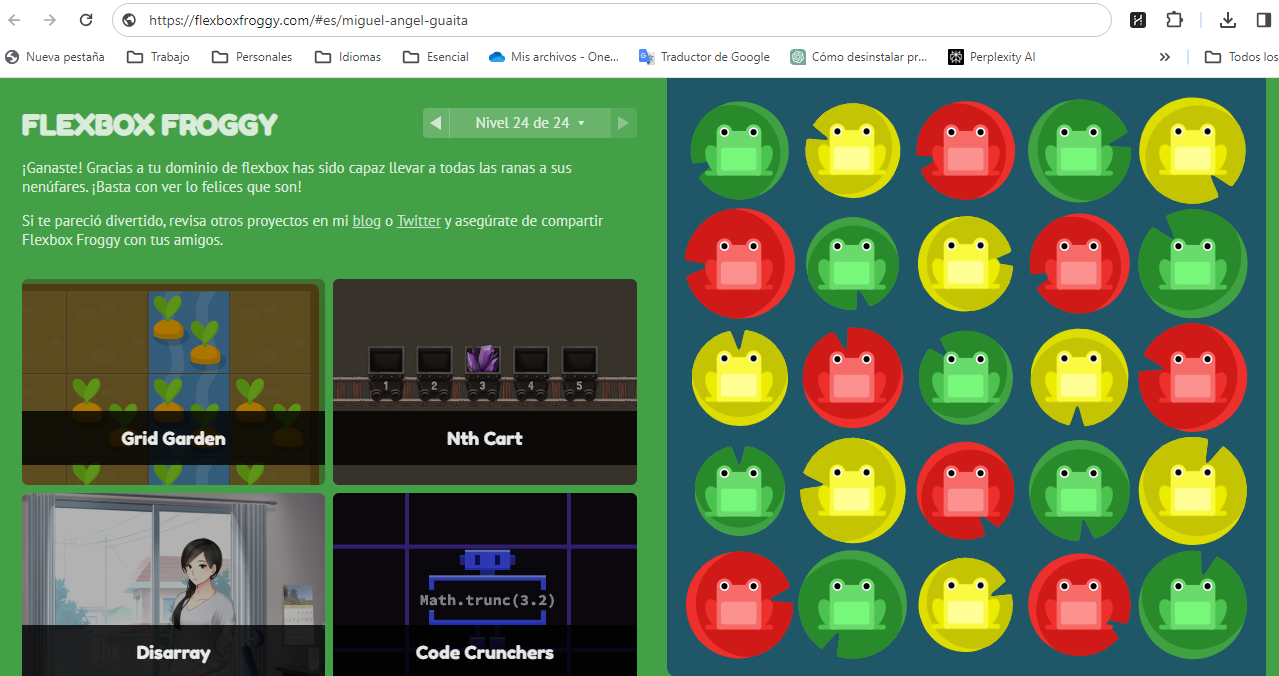 https://flexboxfroggy.com/#es/miguel-angel-guaita
Nueva pestaña Trabajo Personales Idiomas Esencial Mis archivos - One... Traductor de Google Cómo desinstalar pr... Perplexity AI » Todos los
FLEXBOX FROGGY
◀ Nivel 24 de 24 ▾ ▶
¡Ganaste! Gracias a tu dominio de flexbox has sido capaz llevar a todas las ranas a sus
nenúfares. ¡Basta con ver lo felices que son!
Si te pareció divertido, revisa otros proyectos en mi blog o Twitter y asegúrate de compartir
Flexbox Froggy con tus amigos.
1 2 3 4 5
Grid Garden Nth Cart
Math.trunc(3.2)
Disarray Code Crunchers